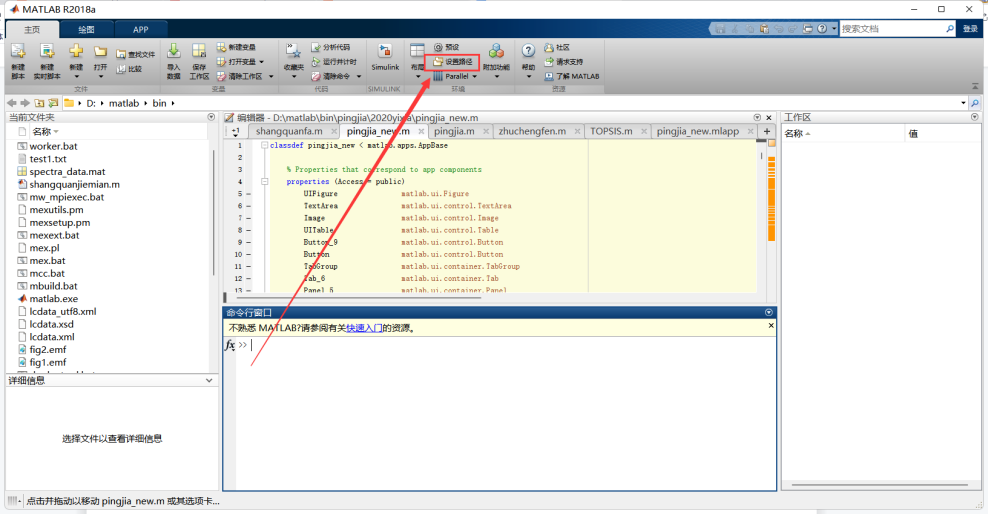 MATLAB R2018a
主页 绘图 APP 搜索文档 登录
新建脚本 新建实时脚本 新建 打开 查找文件 比较
导入数据 保存工作区 新建变量 打开变量 清除工作区
收藏夹 分析代码 运行并计时 清除命令
Simulink 布局 预设 设置路径 Parallel 附加功能
帮助 社区 请求支持 了解 MATLAB
文件 变量 代码 SIMULINK 环境 资源
D: matlab bin
当前文件夹
名称
worker.bat
test1.txt
spectra_data.mat
shangquanjiemian.m
mw_mpiexec.bat
mexutils.pm
mexsetup.pm
mexext.bat
mex.pl
mex.bat
mcc.bat
mbuild.bat
matlab.exe
lcdata_utf8.xml
lcdata.xsd
lcdata.xml
fig2.emf
fig1.emf
详细信息
选择文件以查看详细信息
编辑器 - D:\matlab\bin\pingjia\2020yixia\pingjia_new.m
shangquanfa.m pingjia_new.m pingjia.m zhuchengfen.m TOPSIS.m pingjia_new.mlapp
1 classdef pingjia_new < matlab.apps.AppBase
2
3 % Properties that correspond to app components
4 properties (Access = public)
5 UIFigure matlab.ui.Figure
6 TextArea matlab.ui.control.TextArea
7 Image matlab.ui.control.Image
8 UITable matlab.ui.control.Table
9 Button_9 matlab.ui.control.Button
10 Button matlab.ui.control.Button
11 TabGroup matlab.ui.container.TabGroup
12 Tab_6 matlab.ui.container.Tab
13 Panel_5 matlab.ui.container.Panel
命令行窗口
不熟悉 MATLAB?请参阅有关快速入门的资源。
fx >>
工作区
名称 值
点击并拖动以移动 pingjia_new.m 或其选项卡...